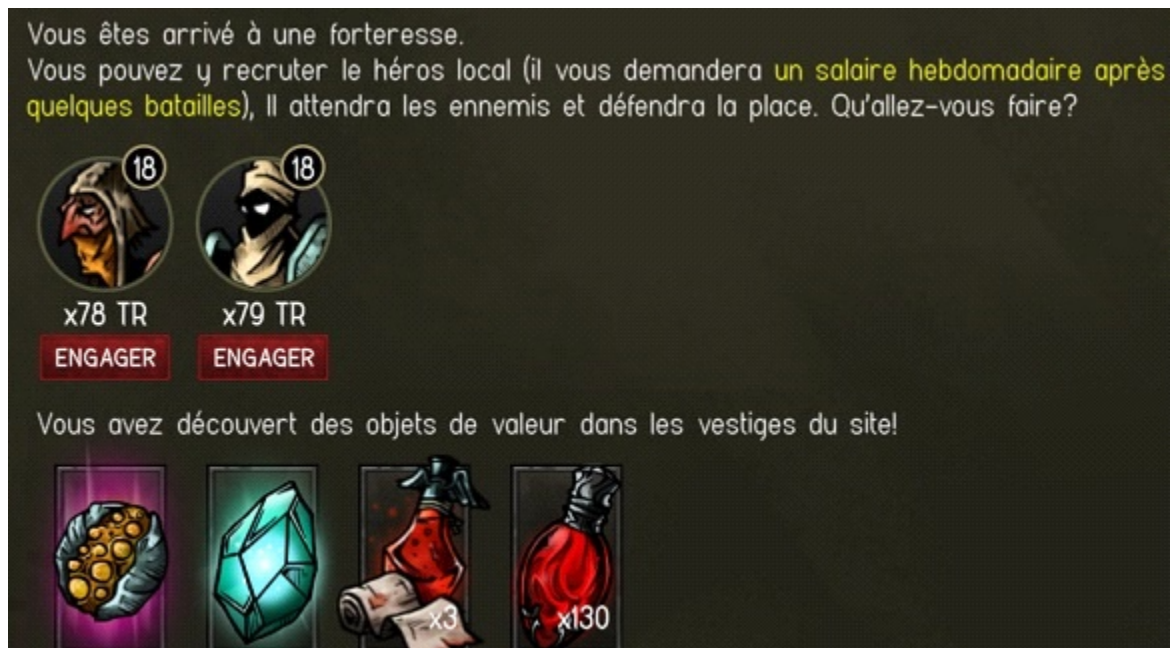 Vous êtes arrivé à une forteresse.
Vous pouvez y recruter le héros local (il vous demandera un salaire hebdomadaire après
quelques batailles), Il attendra les ennemis et défendra la place. Qu'allez-vous faire?
18 18
x78 TR x79 TR
ENGAGER ENGAGER
Vous avez découvert des objets de valeur dans les vestiges du site!
x3 x130